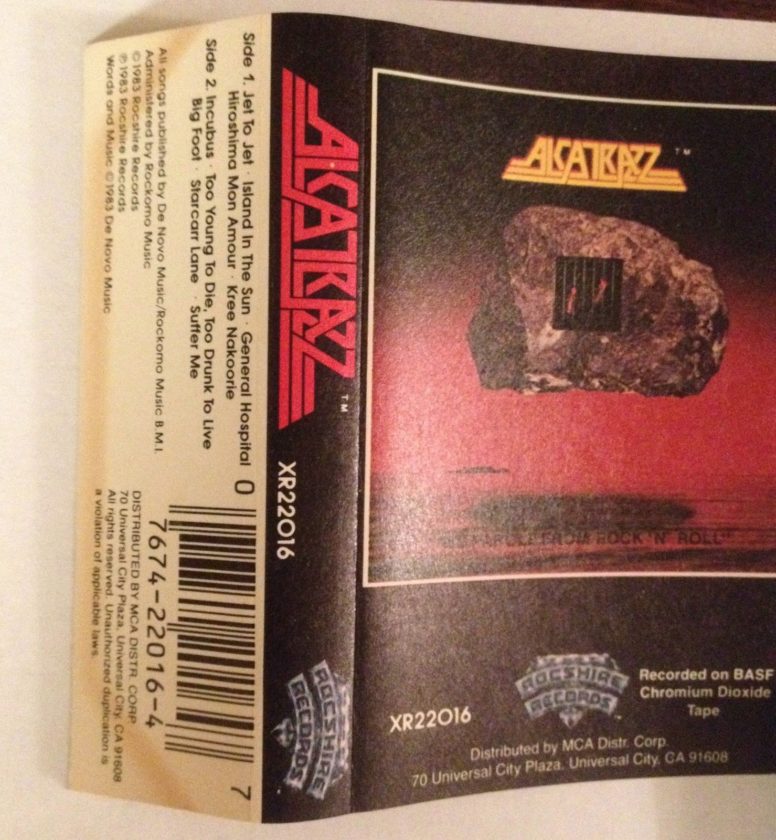 Side 1. Jet To Jet · Island In The Sun · General Hospital
Hiroshima Mon Amour · Kree Nakoorie
Side 2. Incubus · Too Young To Die, Too Drunk To Live
Big Foot · Starcarr Lane · Suffer Me
All songs published by De Novo Music/Rockomo Music B.M.I.
Administered by Rockomo Music
© 1983 Rocshire Records
℗ 1983 Rocshire Records
Words and Music © 1983 De Novo Music
0 7674-22016-4 7
DISTRIBUTED BY MCA DISTR. CORP.
70 Universal City Plaza, Universal City, CA 91608
All rights reserved. Unauthorized duplication is
a violation of applicable laws.
ALCATRAZZ TM
XR22016
ROCSHIRE
RECORDS
ALCATRAZZ TM
FROM ROCK 'N' ROLL"
XR22016
ROCSHIRE
RECORDS
Recorded on BASF
Chromium Dioxide
Tape
Distributed by MCA Distr. Corp.
70 Universal City Plaza, Universal City, CA 91608